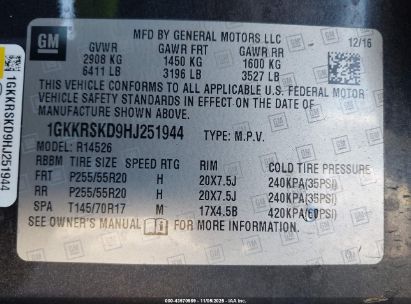 GM
MFD BY GENERAL MOTORS LLC
12/16
GVWR GAWR FRT GAWR RR
2908 KG 1450 KG 1600 KG
6411 LB 3196 LB 3527 LB
THIS VEHICLE CONFORMS TO ALL APPLICABLE U.S. FEDERAL MOTOR
VEHICLE SAFETY STANDARDS IN EFFECT ON THE DATE OF
MANUFACTURE SHOWN ABOVE.
1GKKRSKD9HJ251944 TYPE: M.P.V.
MODEL: R14526
RBBM TIRE SIZE SPEED RTG RIM COLD TIRE PRESSURE
FRT P255/55R20 H 20X7.5J 240KPA(35PSI)
RR P255/55R20 H 20X7.5J 240KPA(35PSI)
SPA T145/70R17 M 17X4.5B 420KPA(60PSI)
SEE OWNER'S MANUAL FOR ADDITIONAL INFORMATION.
1GKKRSKD9HJ251944